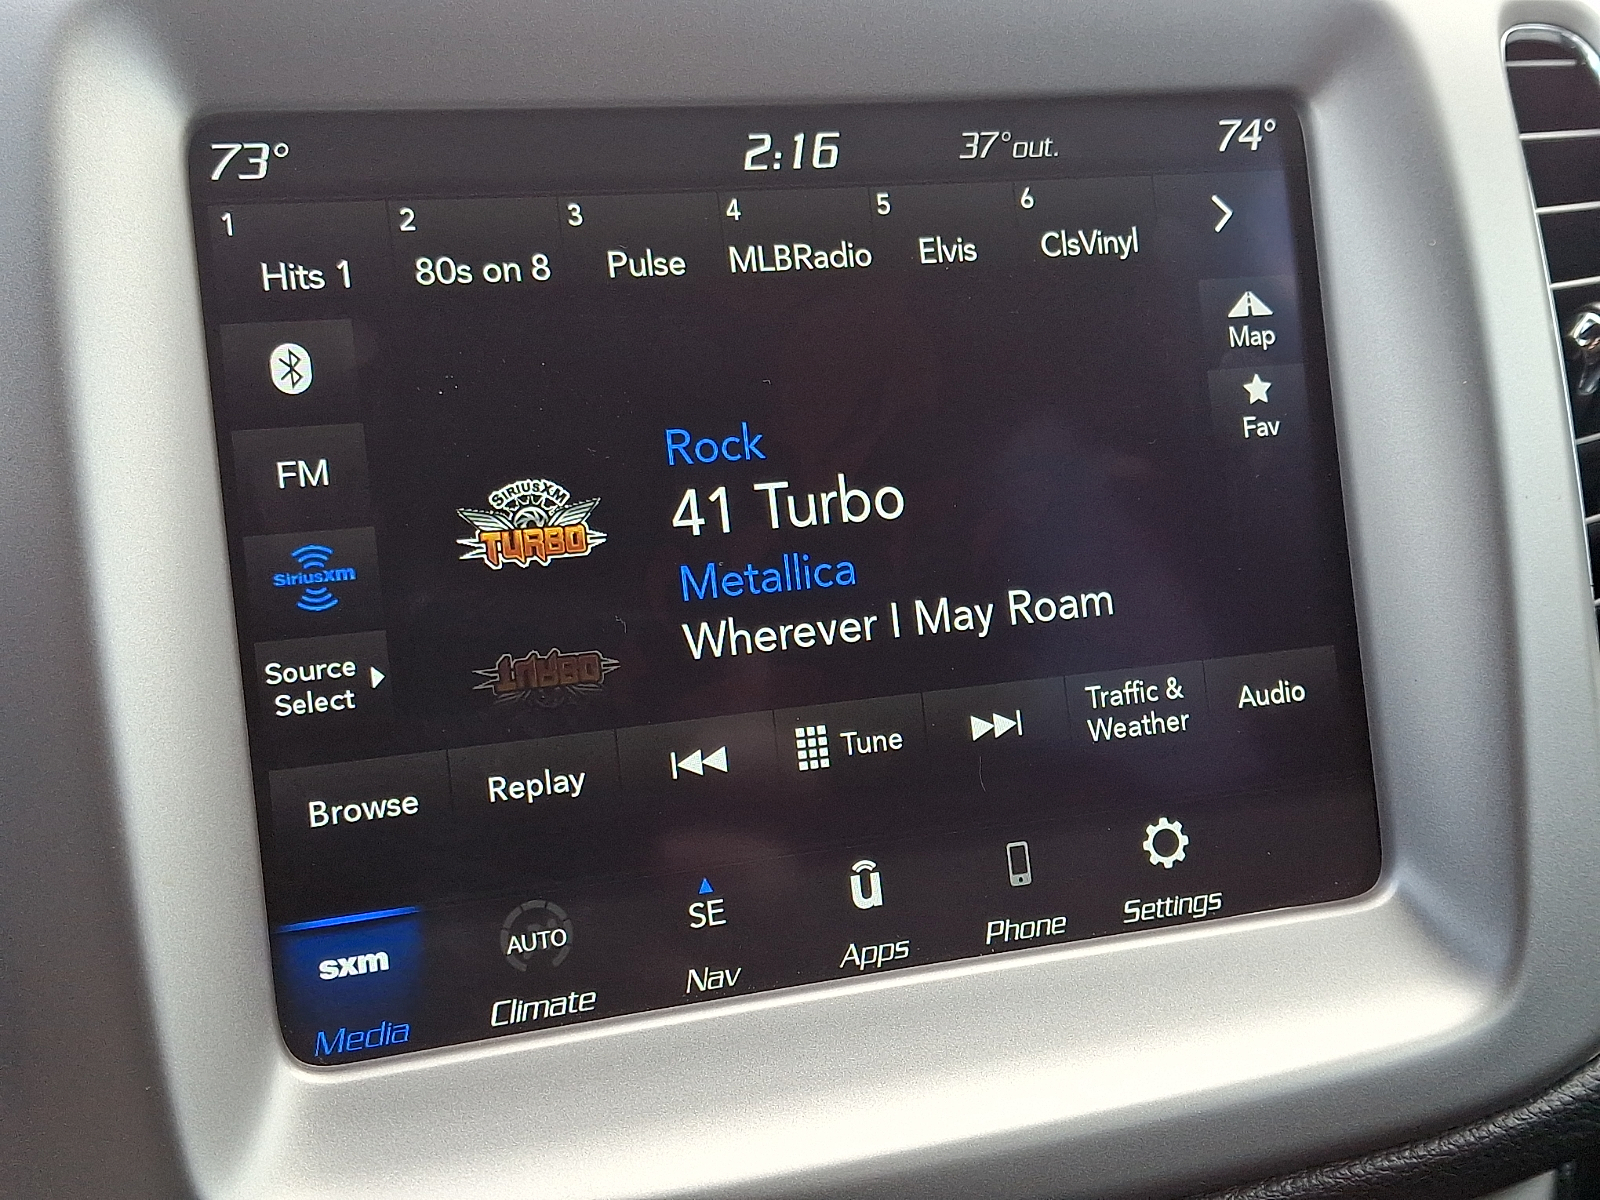 73° 2:16 37°out. 74°
1 2 3 4 5 6
Hits 1 80s on 8 Pulse MLBRadio Elvis ClsVinyl
Map
Fav
FM
SiriusXM
Source
Select
SIRIUSXM
TURBO
Rock
41 Turbo
Metallica
Wherever I May Roam
TURBO
Browse Replay Tune
Traffic &
Weather
Audio
sxm
Media
AUTO
Climate
SE
Nav
u
Apps
Phone
Settings